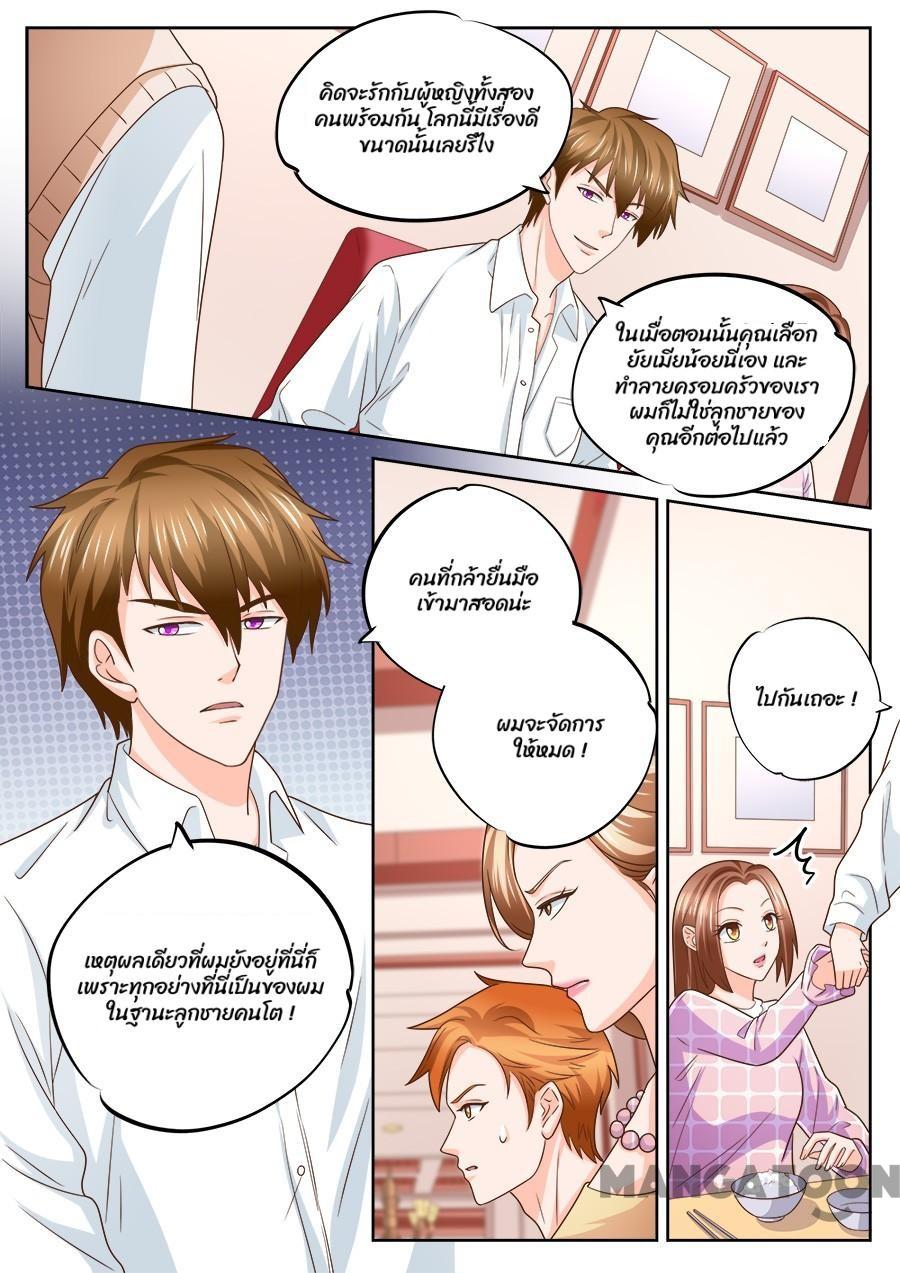 คิดจะรักกับผู้หญิงทั้งสอง
คนพร้อมกัน โลกนี้มีเรื่องดี
ขนาดนั้นเลยรึไง
ในเมื่อตอนนั้นคุณเลือก
ยัยเมียน้อยนี่เอง และ
ทำลายครอบครัวของเรา
ผมก็ไม่ใช่ลูกชายของ
คุณอีกต่อไปแล้ว
เหตุผลเดียวที่ผมยังอยู่ที่นี่ก็
เพราะทุกอย่างที่นี่เป็นของผม
ในฐานะลูกชายคนโต !
คนที่กล้ายื่นมือ
เข้ามาสอดน่ะ
ผมจะจัดการ
ให้หมด !
ไปกันเถอะ !
MANGATOON